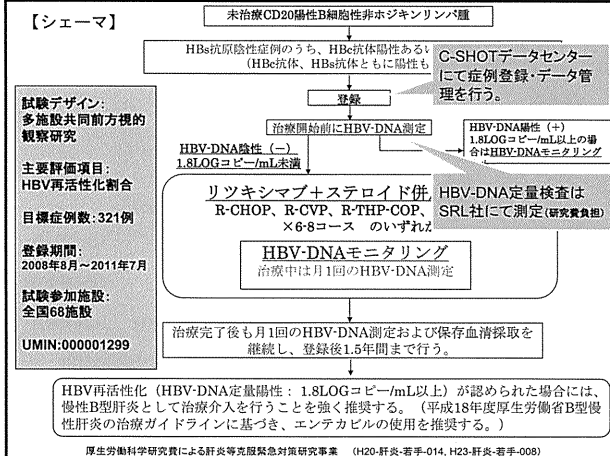 【シェーマ】
未治療CD20陽性B細胞性非ホジキンリンパ腫
HBs抗原陰性症例のうち、HBc抗体陽性ある
（HBc抗体、HBs抗体ともに陽性も
C-SHOTデータセンター
にて症例登録・データ管
理を行う。
登録
治療開始前にHBV-DNA測定
HBV-DNA陽性（+）
1.8LOGコピー/mL以上の場
合はHBV-DNAモニタリング
HBV-DNA陰性（-）
1.8LOGコピー/mL未満
HBV-DNA定量検査は
SRL社にて測定(研究費負担)
リツキシマブ＋ステロイド併
R-CHOP、R-CVP、R-THP-COP、
×6-8コース　のいずれ
HBV-DNAモニタリング
治療中は月1回のHBV-DNA測定
試験デザイン：
多施設共同前方視的
観察研究
主要評価項目：
HBV再活性化割合
目標症例数：321例
登録期間：
2008年8月～2011年7月
試験参加施設：
全国68施設
UMIN:000001299
治療完了後も月1回のHBV-DNA測定および保存血清採取を
継続し、登録後1.5年間まで行う。
HBV再活性化（HBV-DNA定量陽性：1.8LOGコピー/mL以上）が認められた場合には、
慢性B型肝炎として治療介入を行うことを強く推奨する。（平成18年度厚生労働省B型慢
性肝炎の治療ガイドラインに基づき、エンテカビルの使用を推奨する。）
厚生労働科学研究費による肝炎等克服緊急対策研究事業　（H20-肝炎-若手-014, H23-肝炎-若手-008）